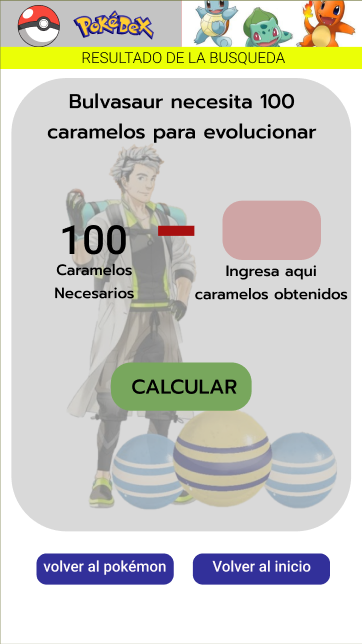 PokéDex
RESULTADO DE LA BUSQUEDA
Bulvasaur necesita 100
caramelos para evolucionar
100
Caramelos
Necesarios
Ingresa aqui
caramelos obtenidos
CALCULAR
volver al pokémon
Volver al inicio